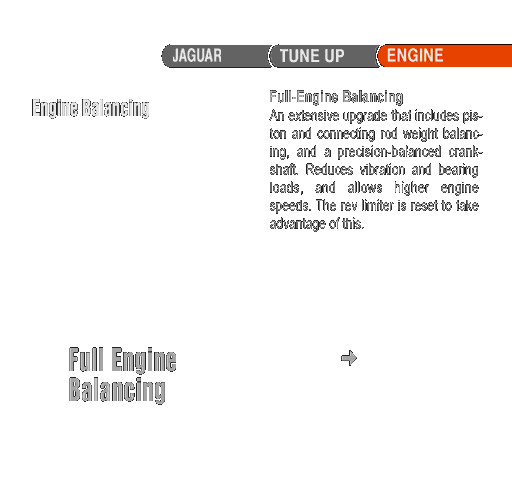 JAGUAR TUNE UP ENGINE
Engine Balancing
Full-Engine Balancing
An extensive upgrade that includes pis-
ton and connecting rod weight balanc-
ing, and a precision-balanced crank-
shaft. Reduces vibration and bearing
loads, and allows higher engine
speeds. The rev limiter is reset to take
advantage of this.
Full Engine
Balancing